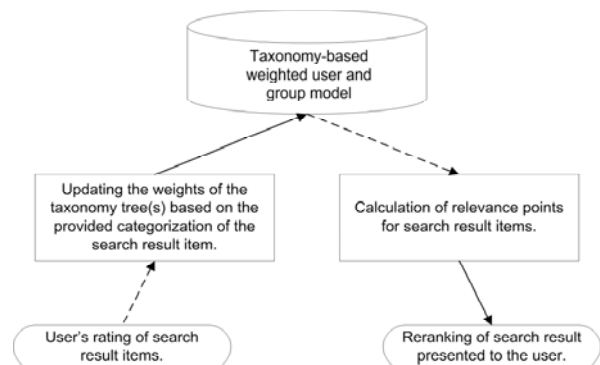 Taxonomy-based
weighted user and
group model
Updating the weights of the
taxonomy tree(s) based on the
provided categorization of the
search result item.
Calculation of relevance points
for search result items.
User's rating of search
result items.
Reranking of search result
presented to the user.